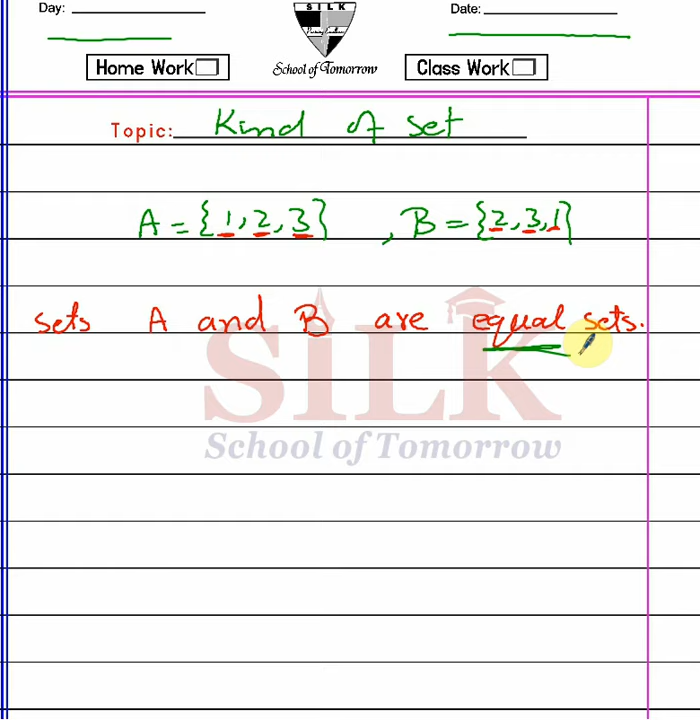 Day:
Date:
SILK
School of Tomorrow
Home Work
Class Work
Topic: Kind of set
A = {1, 2, 3} , B = {2, 3, 1}
sets A and B are equal sets.
SiLK
School of Tomorrow